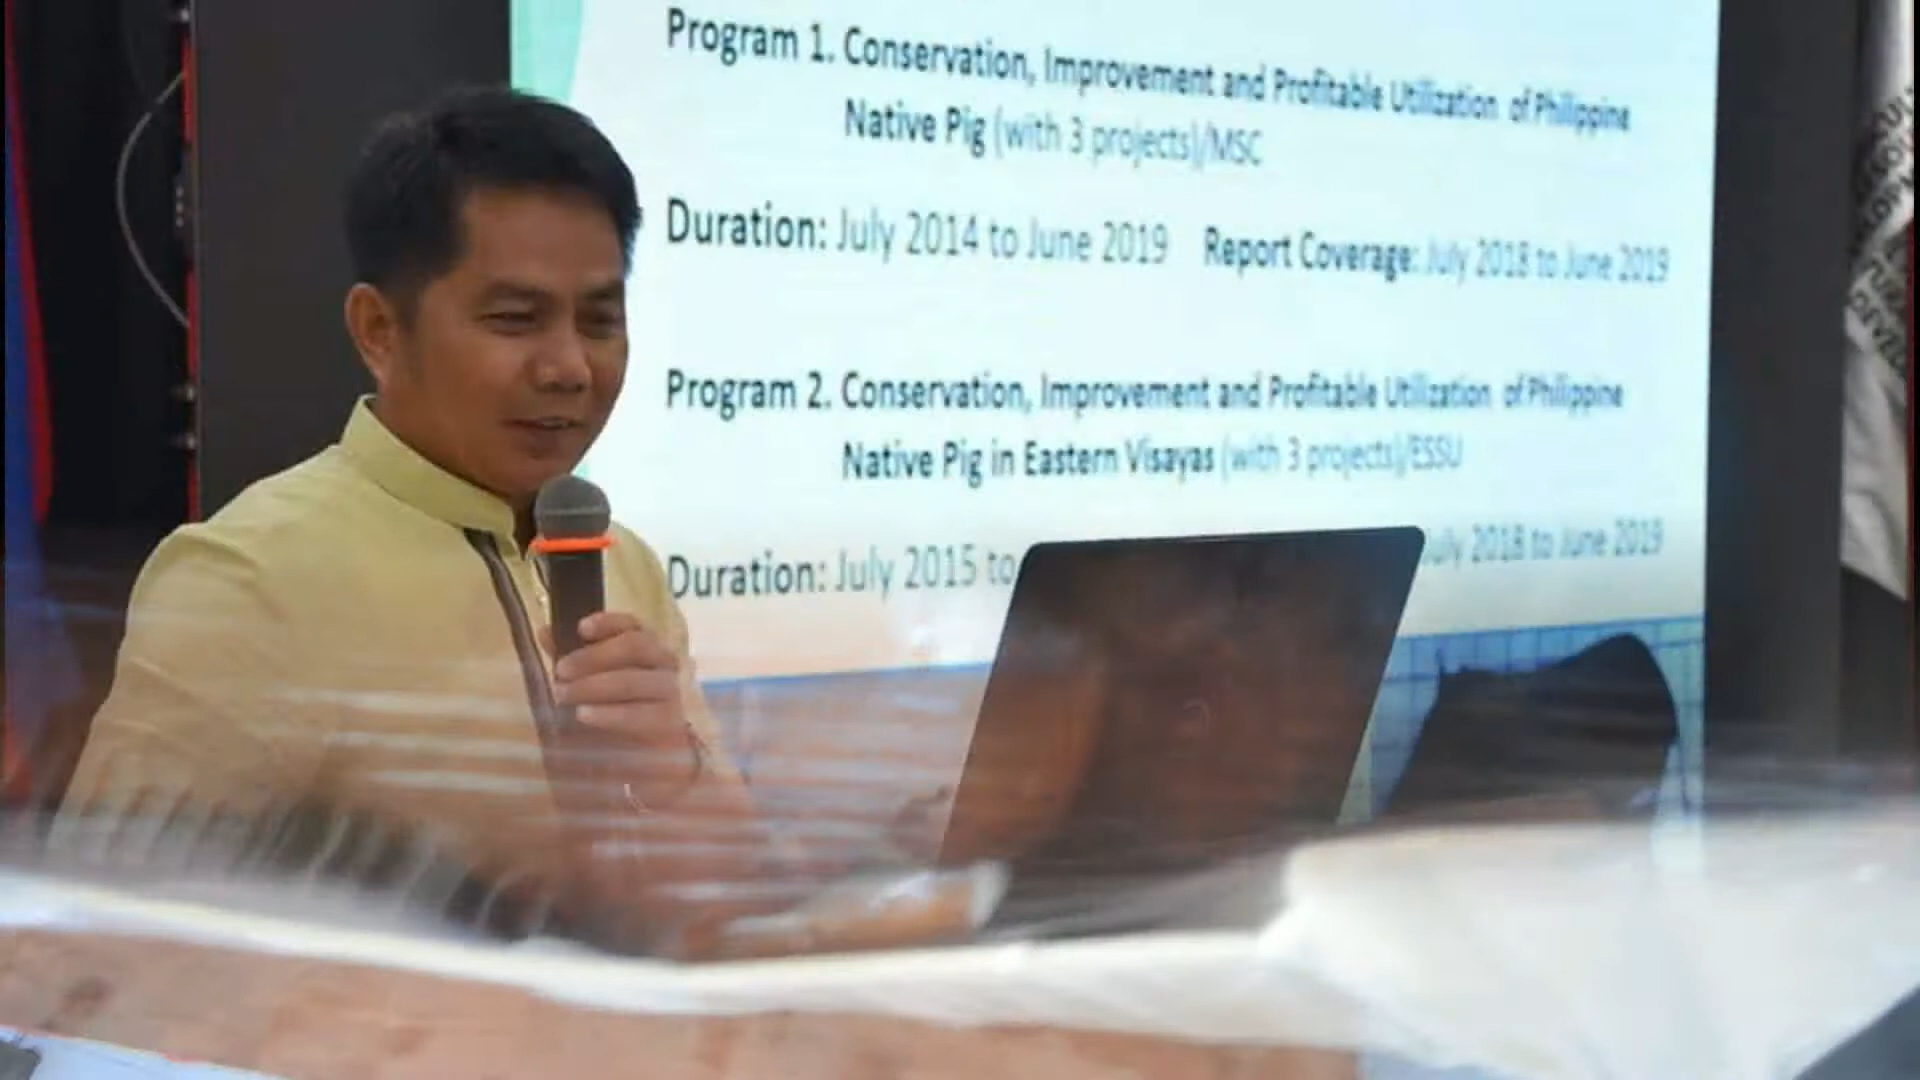 Program 1. Conservation, Improvement and Profitable Utilization of Philippine
Native Pig (with 3 projects)/MSC
Duration: July 2014 to June 2019 Report Coverage: July 2018 to June 2019
Program 2. Conservation, Improvement and Profitable Utilization of Philippine
Native Pig in Eastern Visayas (with 3 projects)/ESSU
Duration: July 2015 to
July 2018 to June 2019